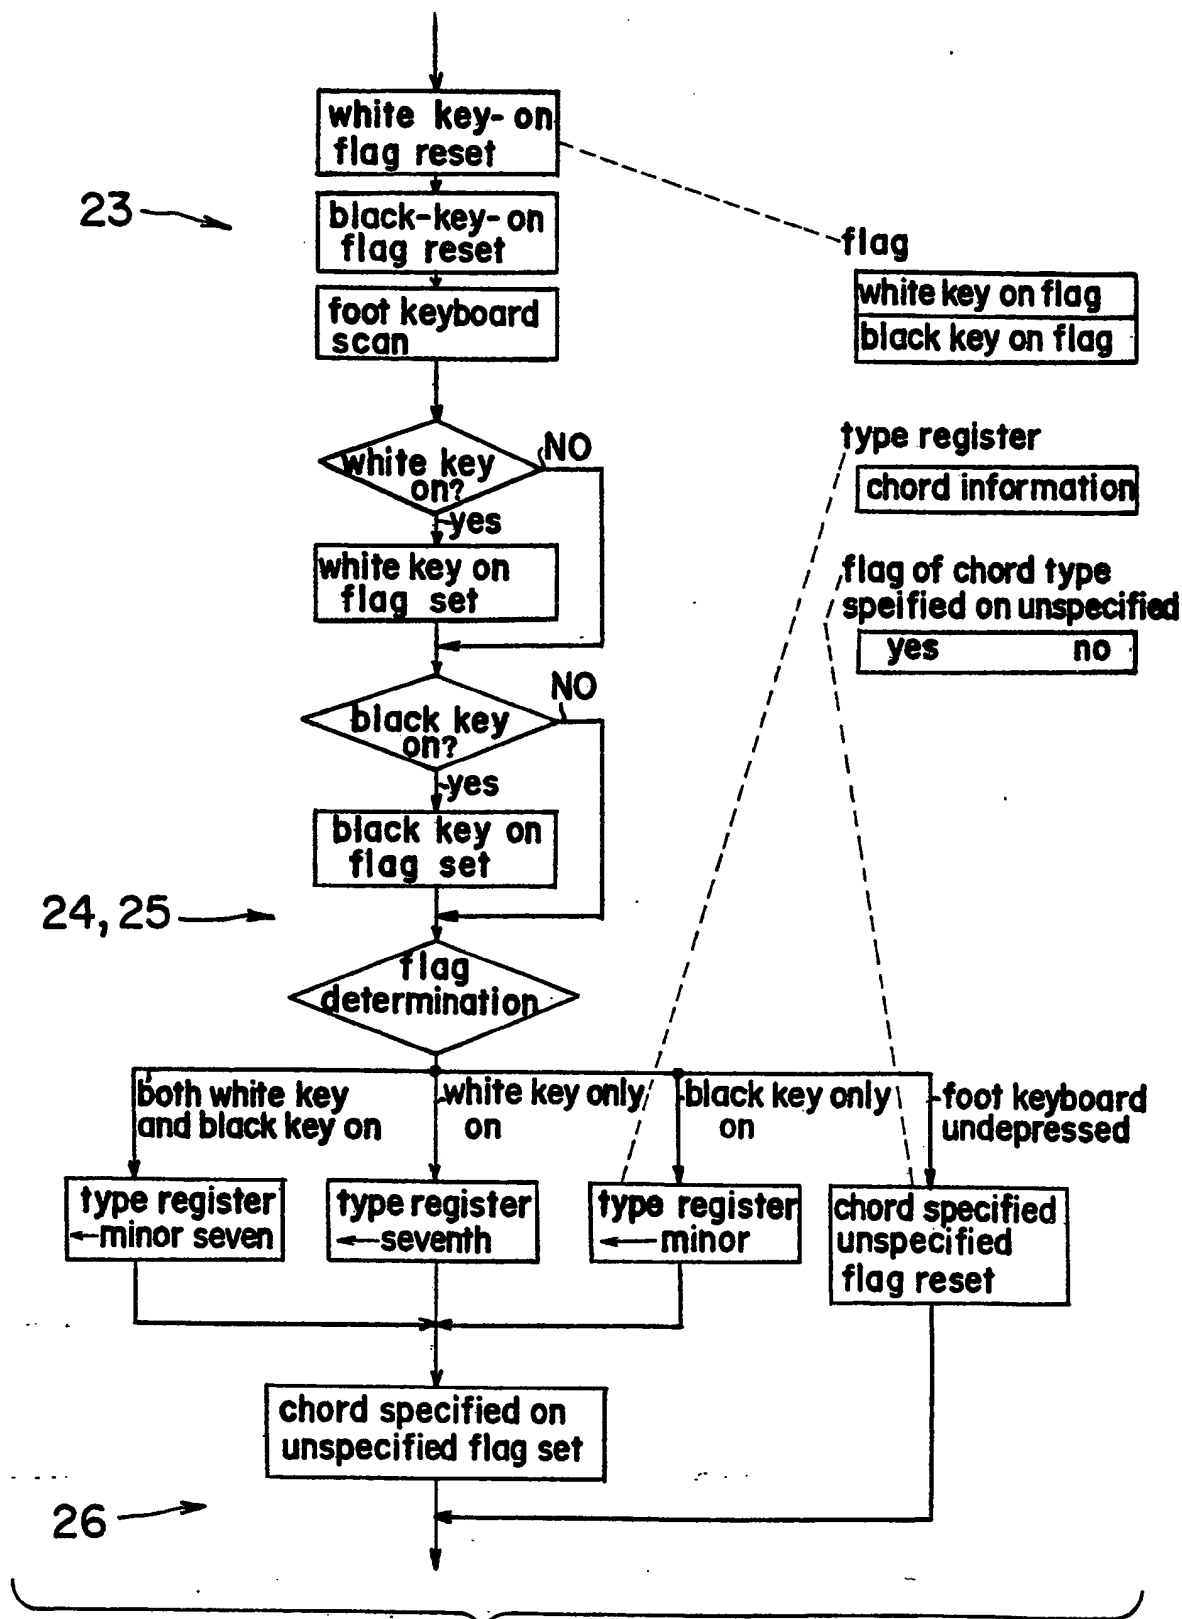 white key-on
flag reset
23
black-key-on
flag reset
foot keyboard
scan
flag
white key on flag
black key on flag
type register
chord information
flag of chord type
speified on unspecified
yes no
white key
on?
NO
yes
white key on
flag set
black key
on?
NO
yes
black key on
flag set
24, 25
flag
determination
both white key
and black key on
white key only
on
black key only
on
foot keyboard
undepressed
type register
←minor seven
type register
←seventh
type register
←minor
chord specified
unspecified
flag reset
chord specified on
unspecified flag set
26